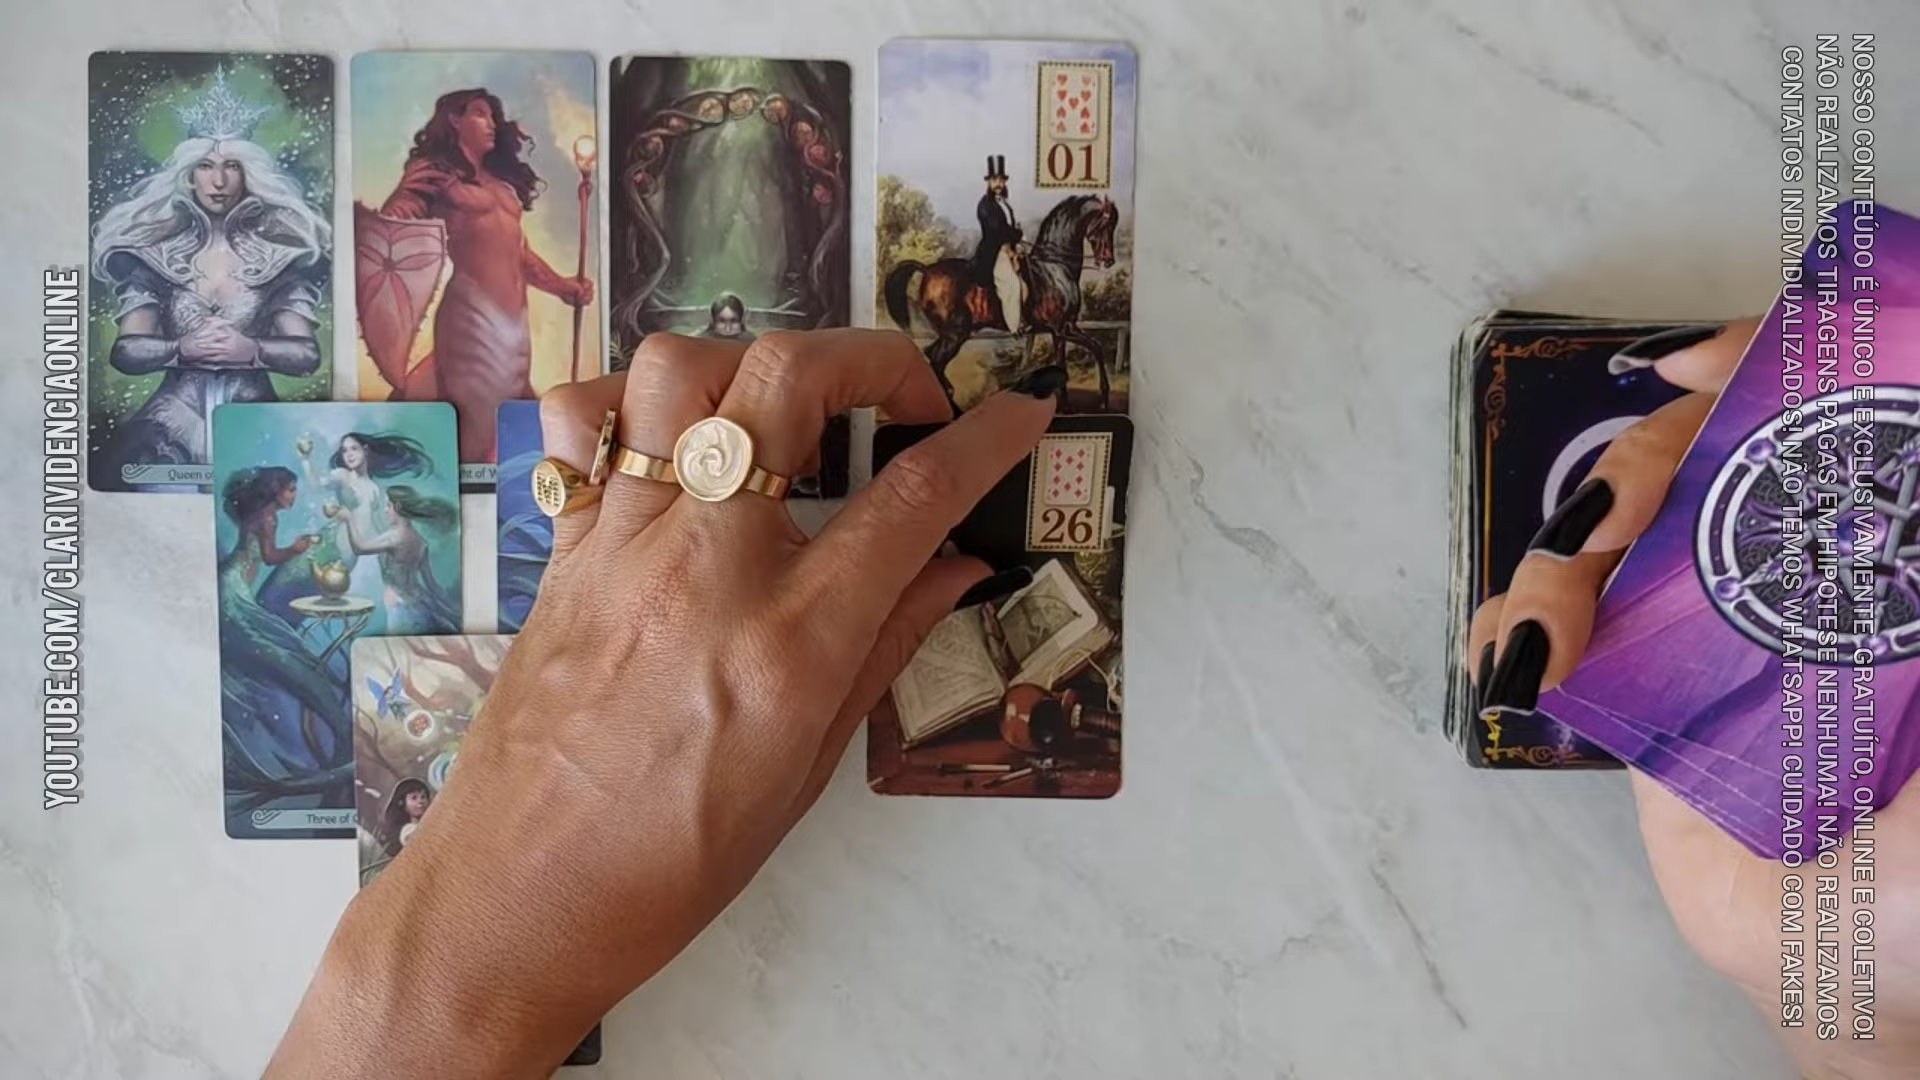 YOUTUBE.COM/CLARIVIDENCIAONLINE
Queen of
ht of W
Three of
01
26
NOSSO CONTEÚDO É ÚNICO E EXCLUSIVAMENTE GRATUÍTO, ONLINE E COLETIVO!
NÃO REALIZAMOS TIRAGENS PAGAS EM HIPÓTESE NENHUMA! NÃO REALIZAMOS
CONTATOS INDIVIDUALIZADOS! NÃO TEMOS WHATSAPP! CUIDADO COM FAKES!